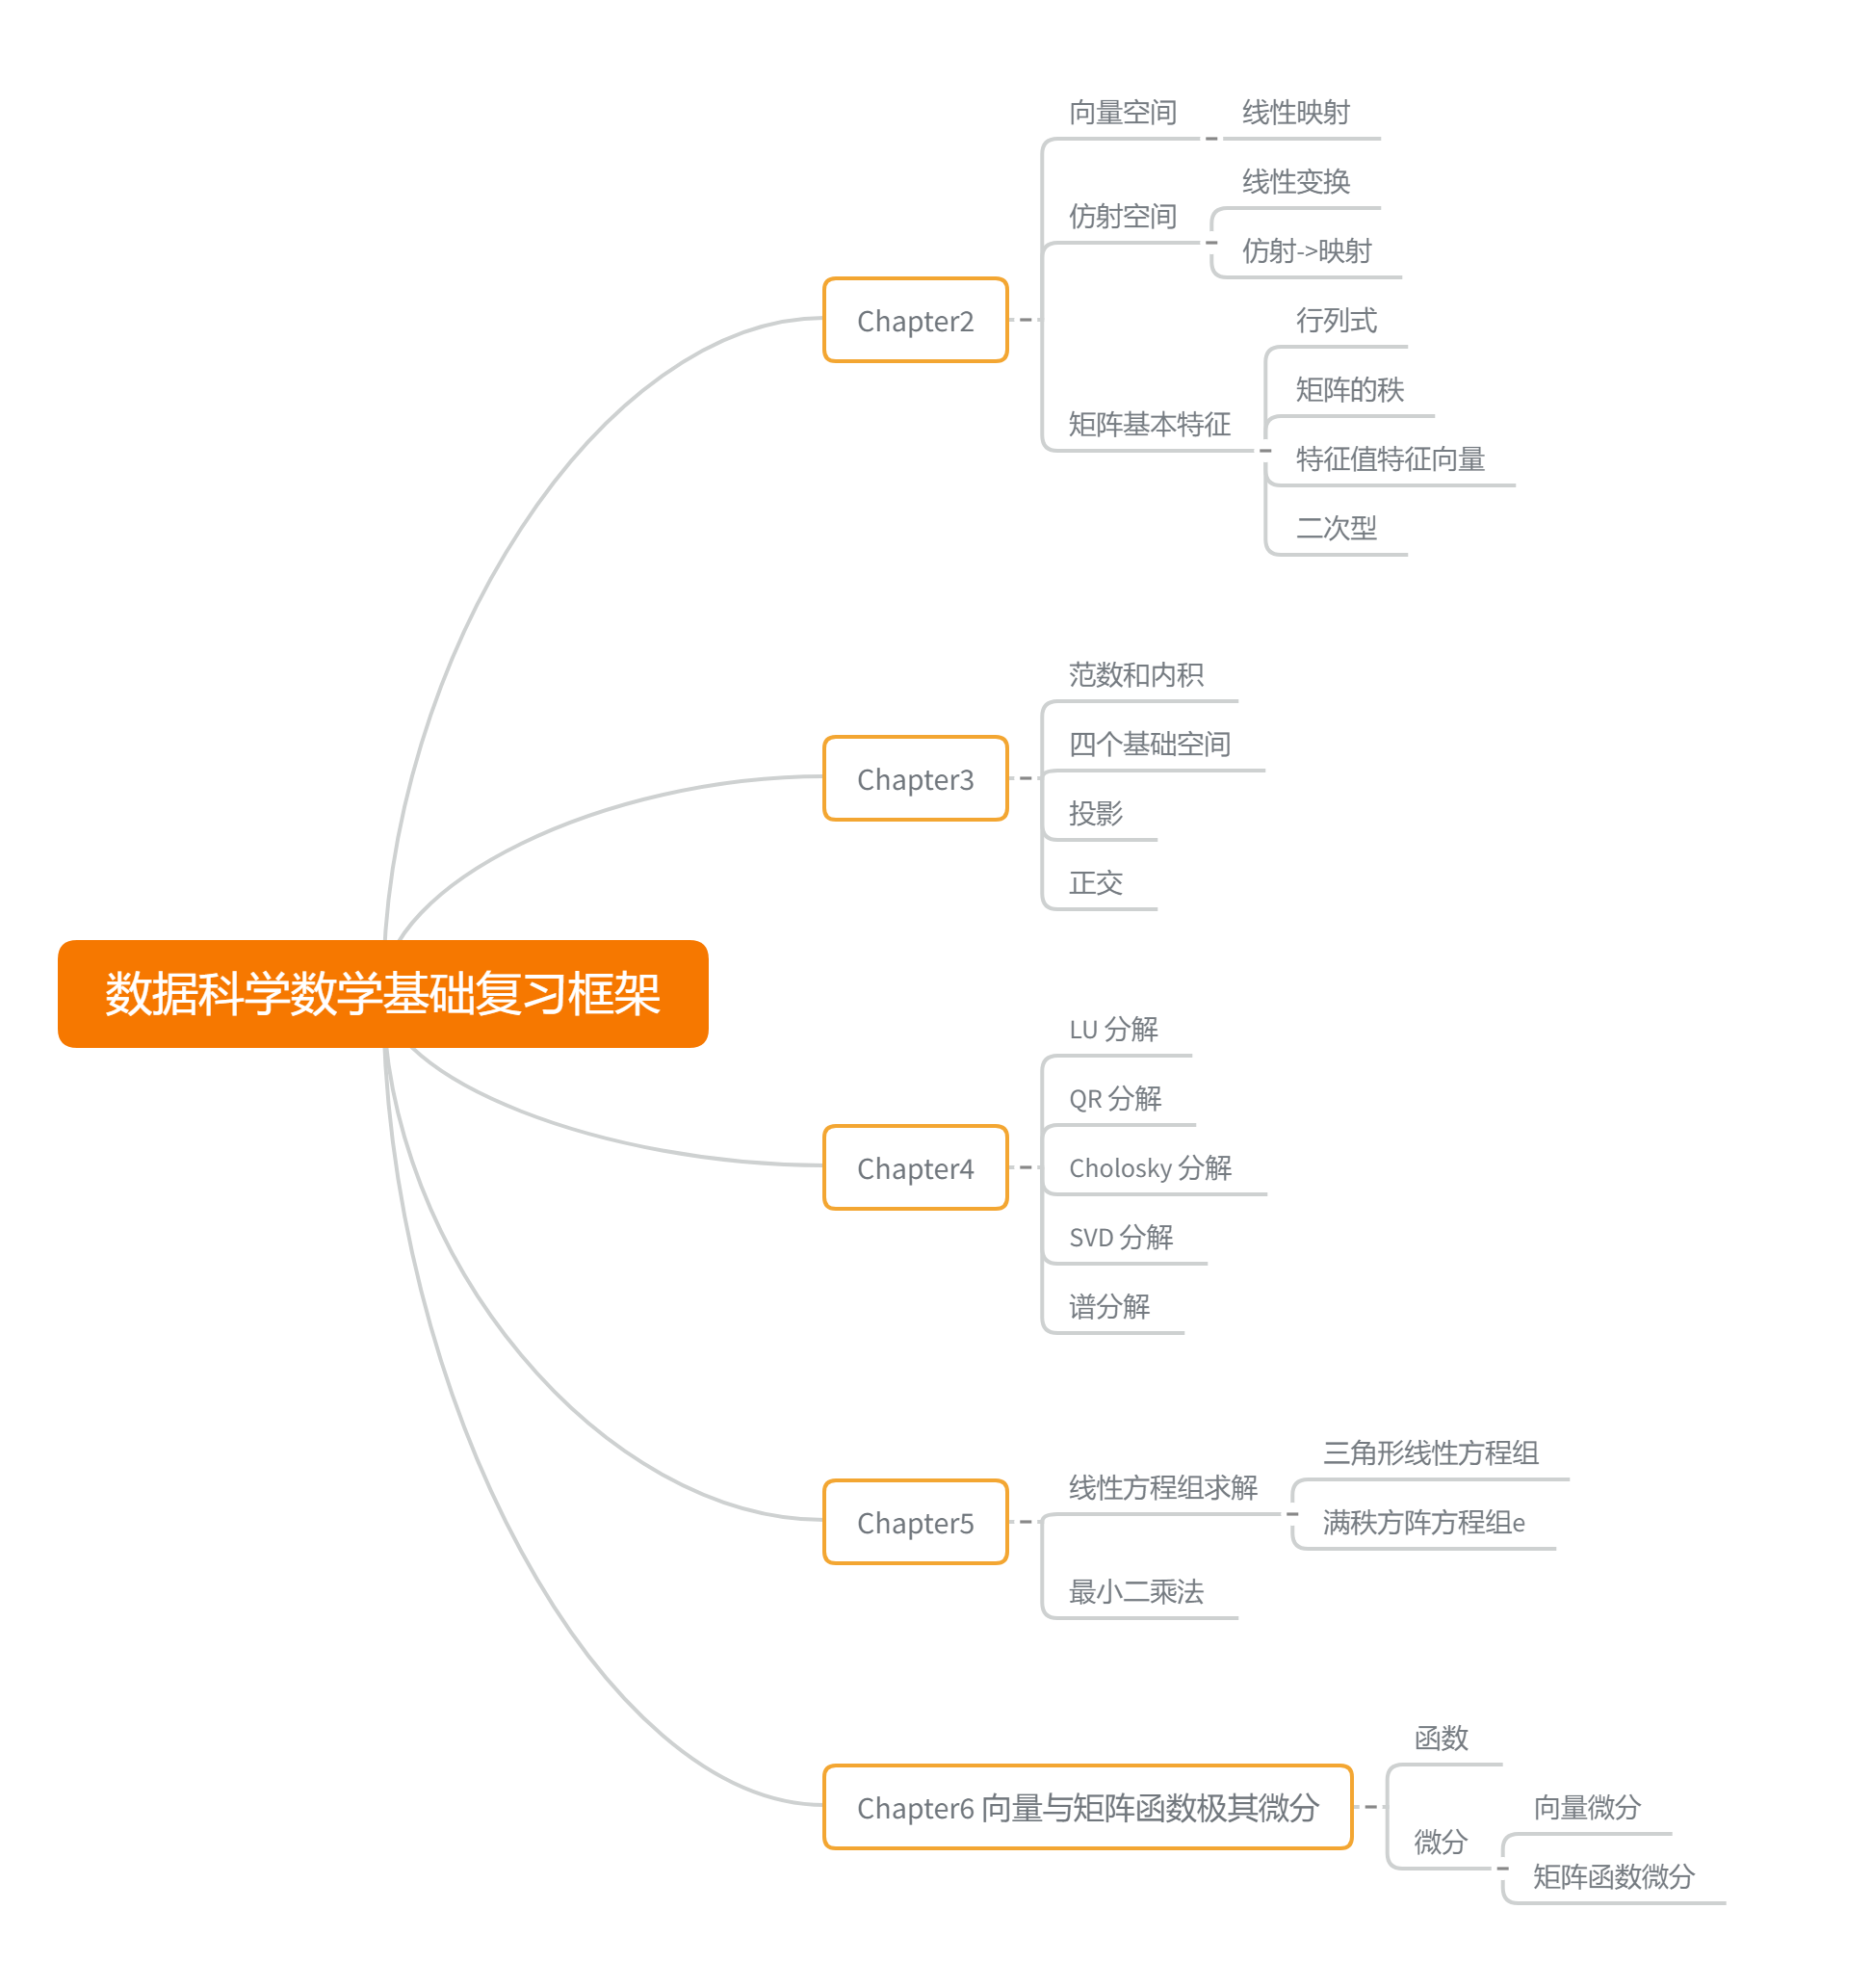 数据科学数学基础复习框架
Chapter2
向量空间
线性映射
仿射空间
线性变换
仿射->映射
矩阵基本特征
行列式
矩阵的秩
特征值特征向量
二次型
Chapter3
范数和内积
四个基础空间
投影
正交
Chapter4
LU 分解
QR 分解
Cholosky 分解
SVD 分解
谱分解
Chapter5
线性方程组求解
三角形线性方程组
满秩方阵方程组e
最小二乘法
Chapter6 向量与矩阵函数极其微分
函数
微分
向量微分
矩阵函数微分